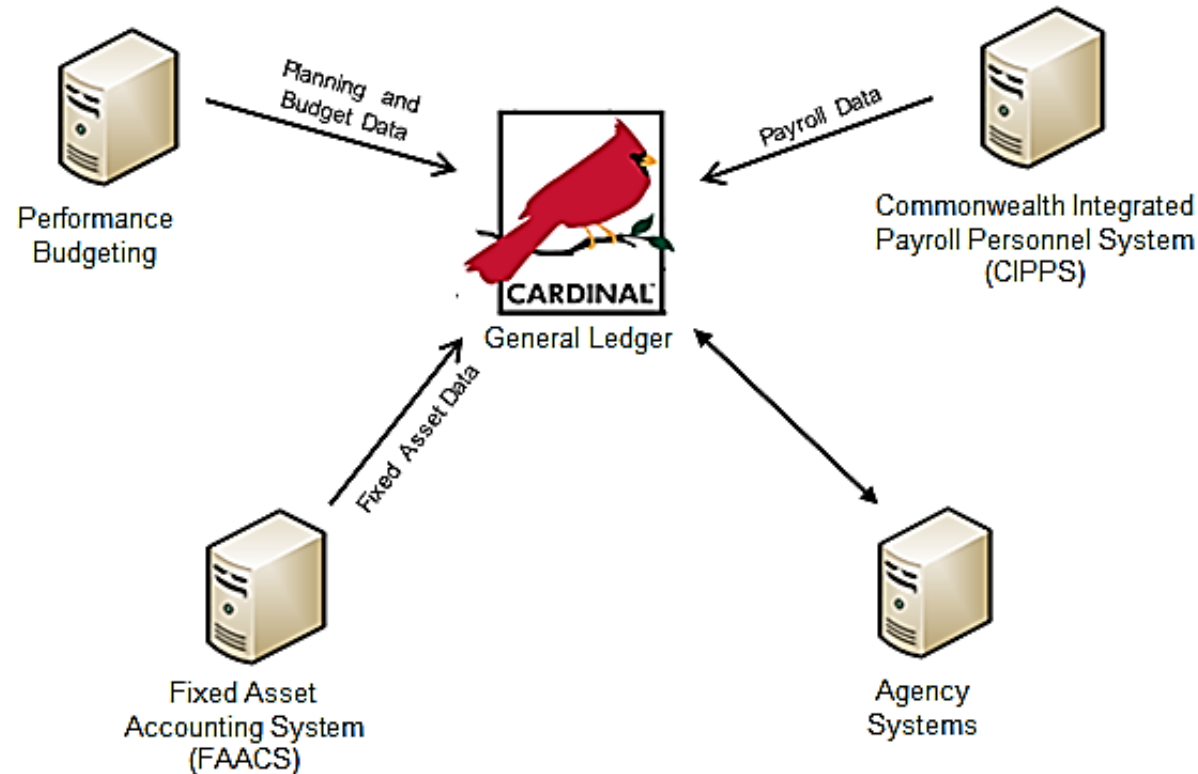 Planning and
Budget Data
Payroll Data
Performance
Budgeting
CARDINAL
General Ledger
Commonwealth Integrated
Payroll Personnel System
(CIPPS)
Fixed Asset Data
Fixed Asset
Accounting System
(FAACS)
Agency
Systems